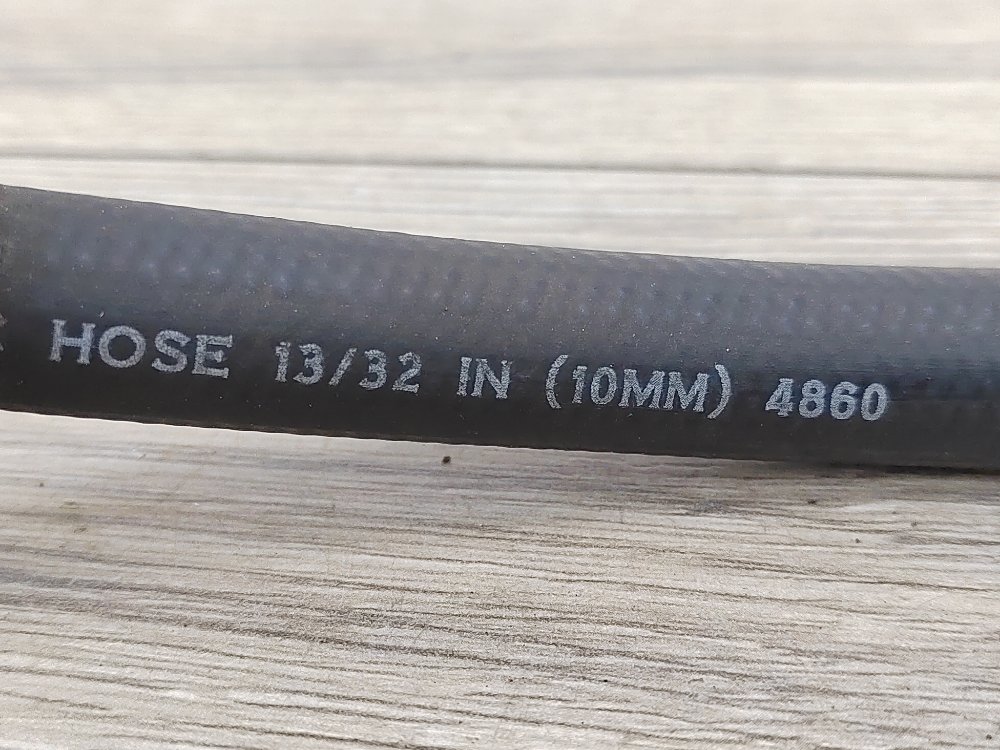 HOSE 13/32 IN (10MM) 4860